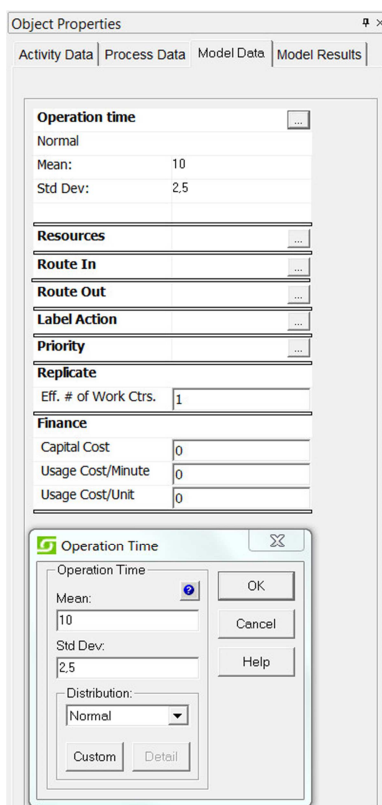 Object Properties
Activity Data Process Data Model Data Model Results
Operation time ...
Normal
Mean: 10
Std Dev: 2,5
Resources ...
Route In ...
Route Out ...
Label Action ...
Priority ...
Replicate
Eff. # of Work Ctrs. 1
Finance
Capital Cost 0
Usage Cost/Minute 0
Usage Cost/Unit 0
Operation Time
Operation Time
Mean: ? OK
10
Cancel
Std Dev:
2,5
Help
Distribution:
Normal
Custom Detail